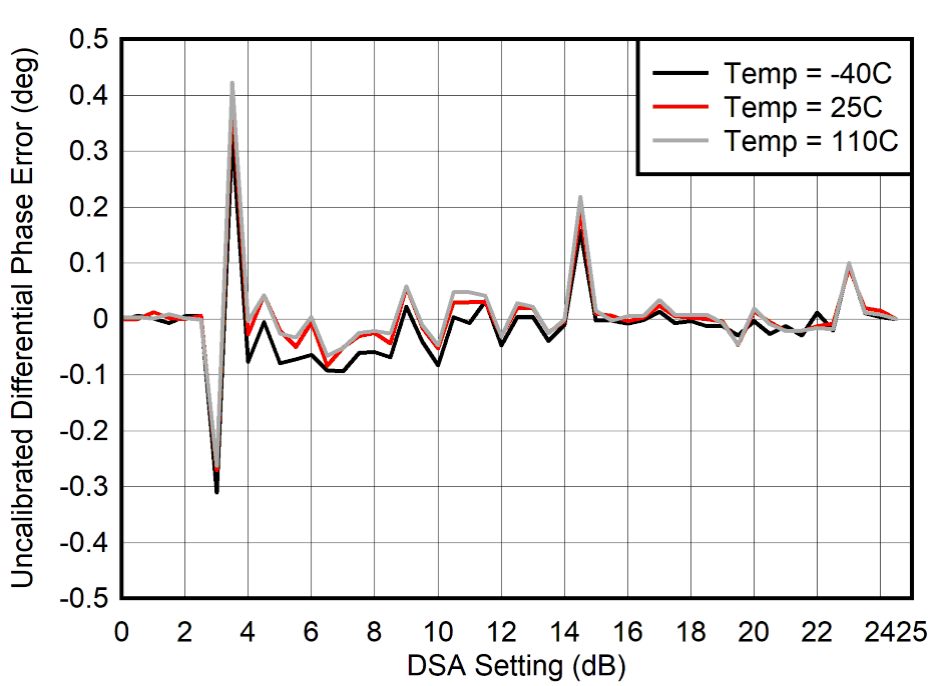 Uncalibrated Differential Phase Error (deg)
0.5
0.4
0.3
0.2
0.1
0
-0.1
-0.2
-0.3
-0.4
-0.5
Temp = -40C
Temp = 25C
Temp = 110C
0 2 4 6 8 10 12 14 16 18 20 22 2425
DSA Setting (dB)